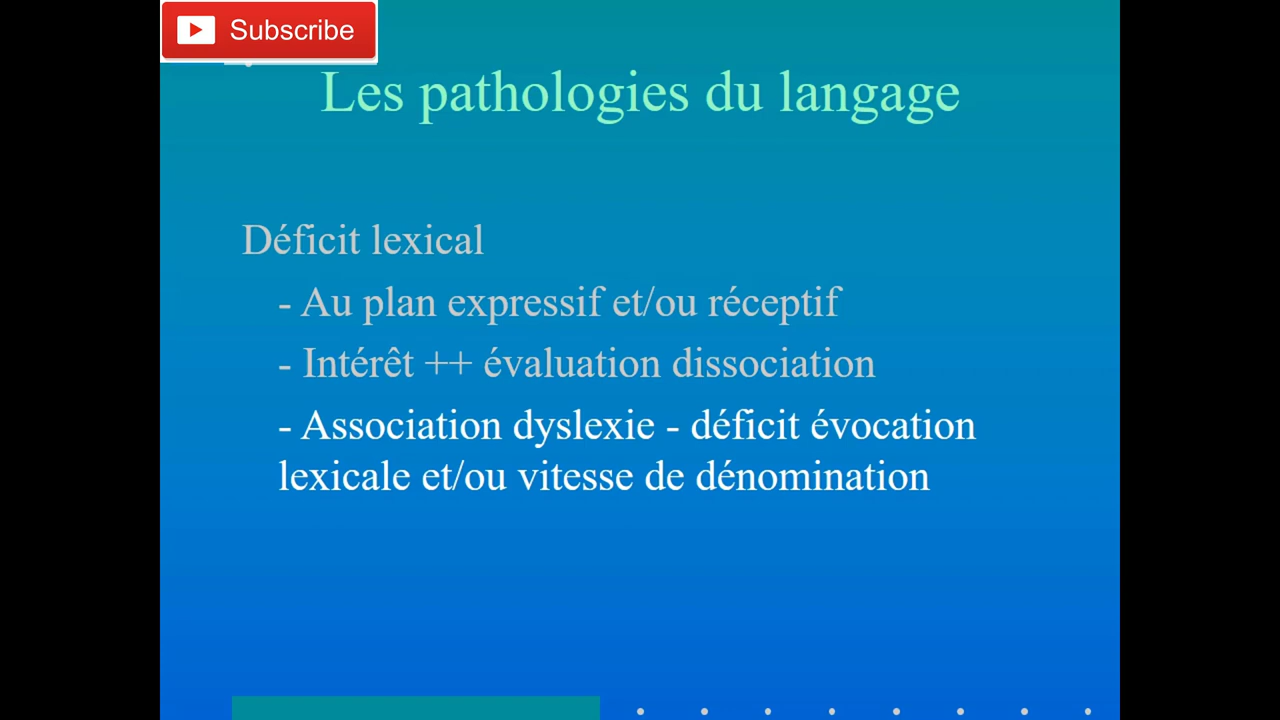 Subscribe
Les pathologies du langage
Déficit lexical
- Au plan expressif et/ou réceptif
- Intérêt ++ évaluation dissociation
- Association dyslexie - déficit évocation
lexicale et/ou vitesse de dénomination